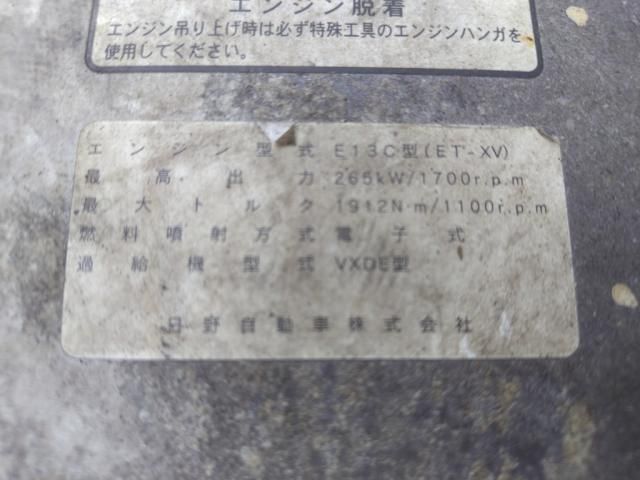 エンジン脱着
エンジン吊り上げ時は必ず特殊工具のエンジンハンガを
使用してください。
エンジン型式 E13C型(ET-XV)
最高出力 265kW/1700r.p.m
最大トルク 1912N·m/1100r.p.m
燃料噴射方式 電子式
過給機型式 VXDE型
日野自動車株式会社